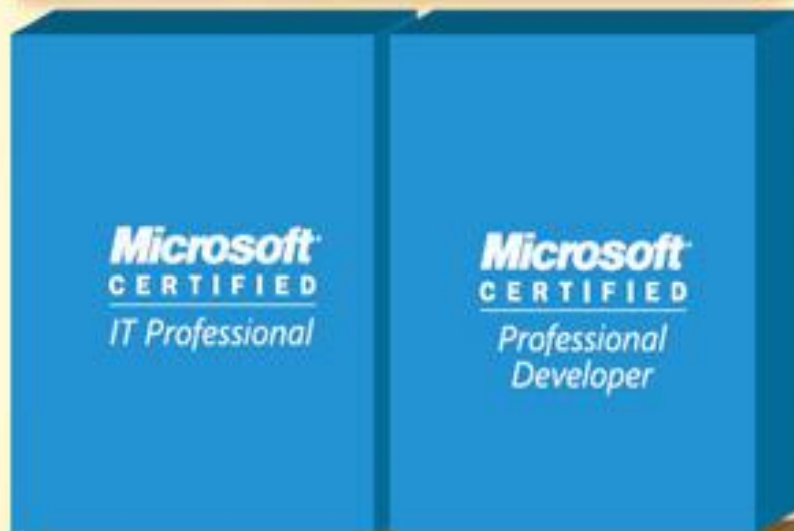 Microsoft
CERTIFIED
IT Professional
Microsoft
CERTIFIED
Professional
Developer